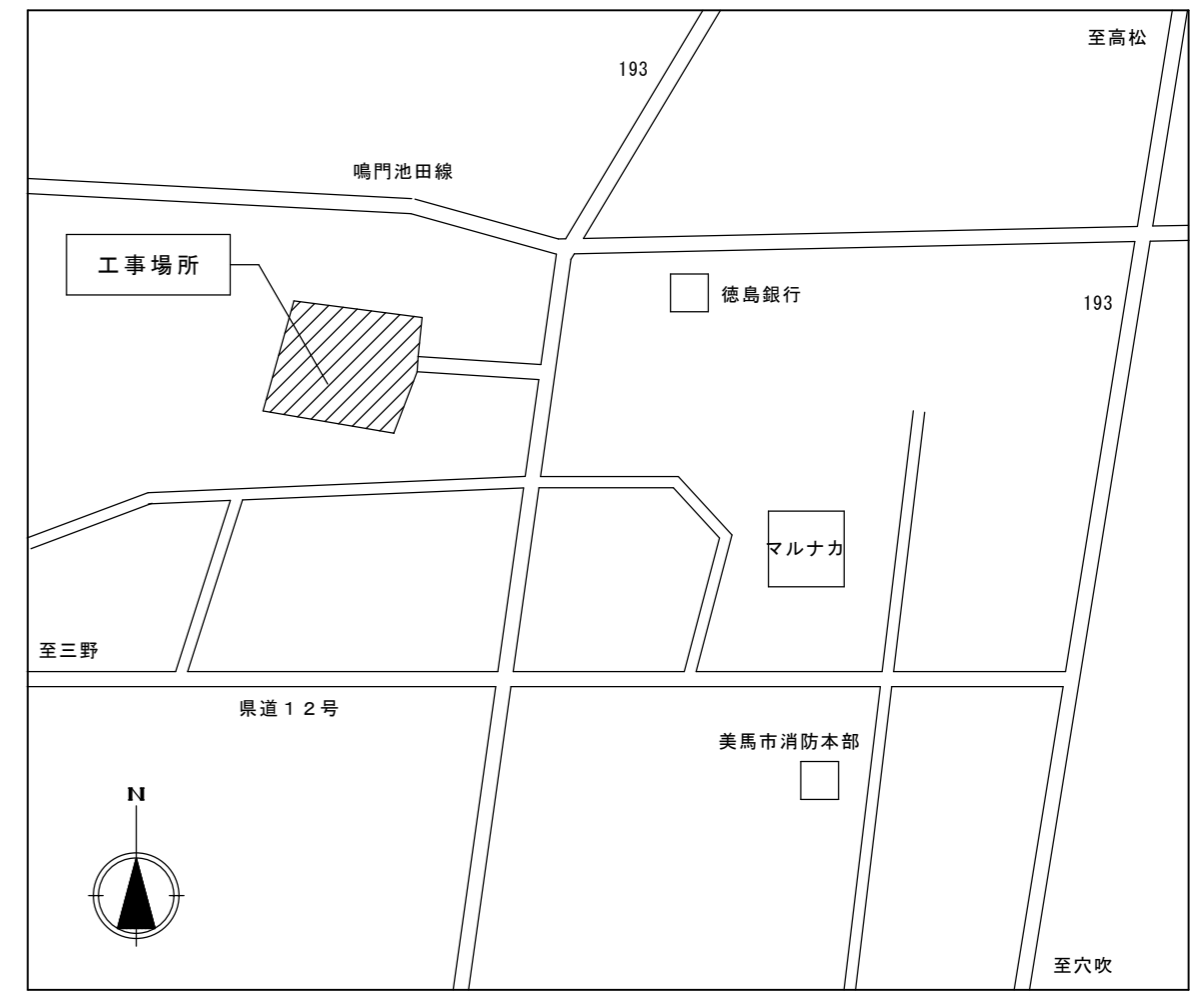 至高松
193
鳴門池田線
工事場所
徳島銀行
193
マルナカ
至三野
県道１２号
美馬市消防本部
N
至穴吹